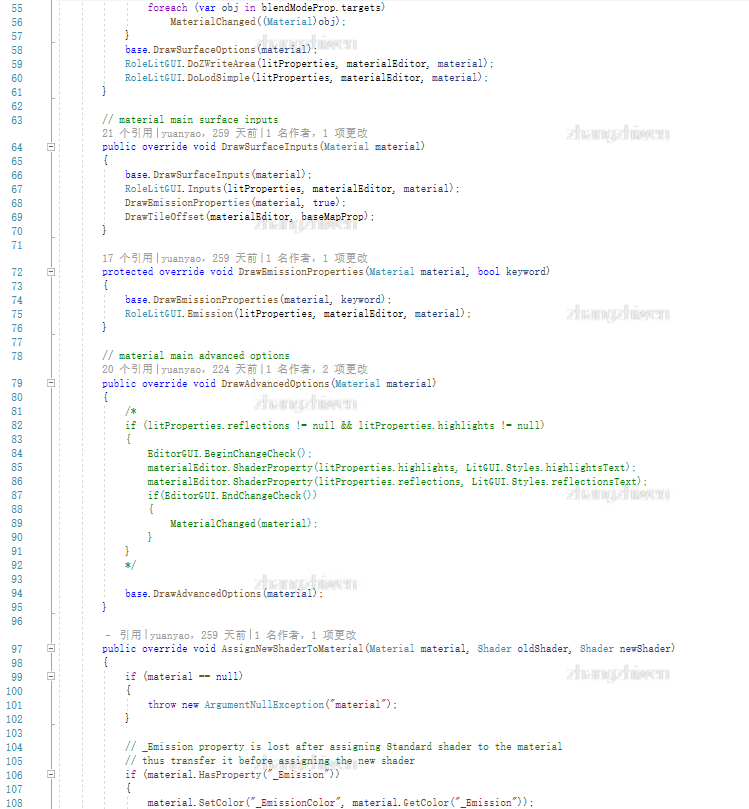 55 foreach (var obj in blendModeProp.targets)
56 MaterialChanged((Material)obj);
57 }
58 base.DrawSurfaceOptions(material);
59 RoleLitGUI.DoZWriteArea(litProperties, materialEditor, material);
60 RoleLitGUI.DoLodSimple(litProperties, materialEditor, material);
61 }
62
63 // material main surface inputs
21 个引用|yuanyao，259 天前|1 名作者，1 项更改
64 public override void DrawSurfaceInputs(Material material)
65 {
66 base.DrawSurfaceInputs(material);
67 RoleLitGUI.Inputs(litProperties, materialEditor, material);
68 DrawEmissionProperties(material, true);
69 DrawTileOffset(materialEditor, baseMapProp);
70 }
71
17 个引用|yuanyao，259 天前|1 名作者，1 项更改
72 protected override void DrawEmissionProperties(Material material, bool keyword)
73 {
74 base.DrawEmissionProperties(material, keyword);
75 RoleLitGUI.Emission(litProperties, materialEditor, material);
76 }
77
78 // material main advanced options
20 个引用|yuanyao，224 天前|1 名作者，2 项更改
79 public override void DrawAdvancedOptions(Material material)
80 {
81 /*
82 if (litProperties.reflections != null && litProperties.highlights != null)
83 {
84 EditorGUI.BeginChangeCheck();
85 materialEditor.ShaderProperty(litProperties.highlights, LitGUI.Styles.highlightsText);
86 materialEditor.ShaderProperty(litProperties.reflections, LitGUI.Styles.reflectionsText);
87 if(EditorGUI.EndChangeCheck())
88 {
89 MaterialChanged(material);
90 }
91 }
92 */
93
94 base.DrawAdvancedOptions(material);
95 }
96
- 引用|yuanyao，259 天前|1 名作者，1 项更改
97 public override void AssignNewShaderToMaterial(Material material, Shader oldShader, Shader newShader)
98 {
99 if (material == null)
100 {
101 throw new ArgumentNullException("material");
102 }
103
104 // _Emission property is lost after assigning Standard shader to the material
105 // thus transfer it before assigning the new shader
106 if (material.HasProperty("_Emission"))
107 {
108 material.SetColor("_EmissionColor", material.GetColor("_Emission"));
zhangzhiwen
zhangzhiwen
zhangzhiwen
zhangzhiwen
zhangzhiwen
zhangzhiwen
zhangzhiwen
zhangzhiwen
zhangzhiwen